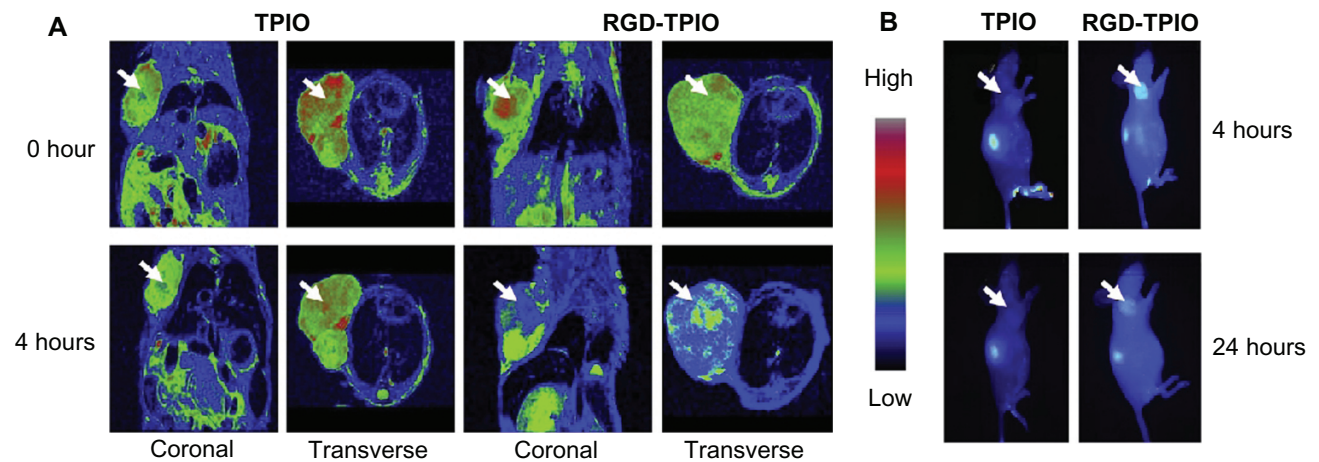 A
TPIO
RGD-TPIO
0 hour
4 hours
Coronal
Transverse
Coronal
Transverse
B
TPIO
RGD-TPIO
High
Low
4 hours
24 hours